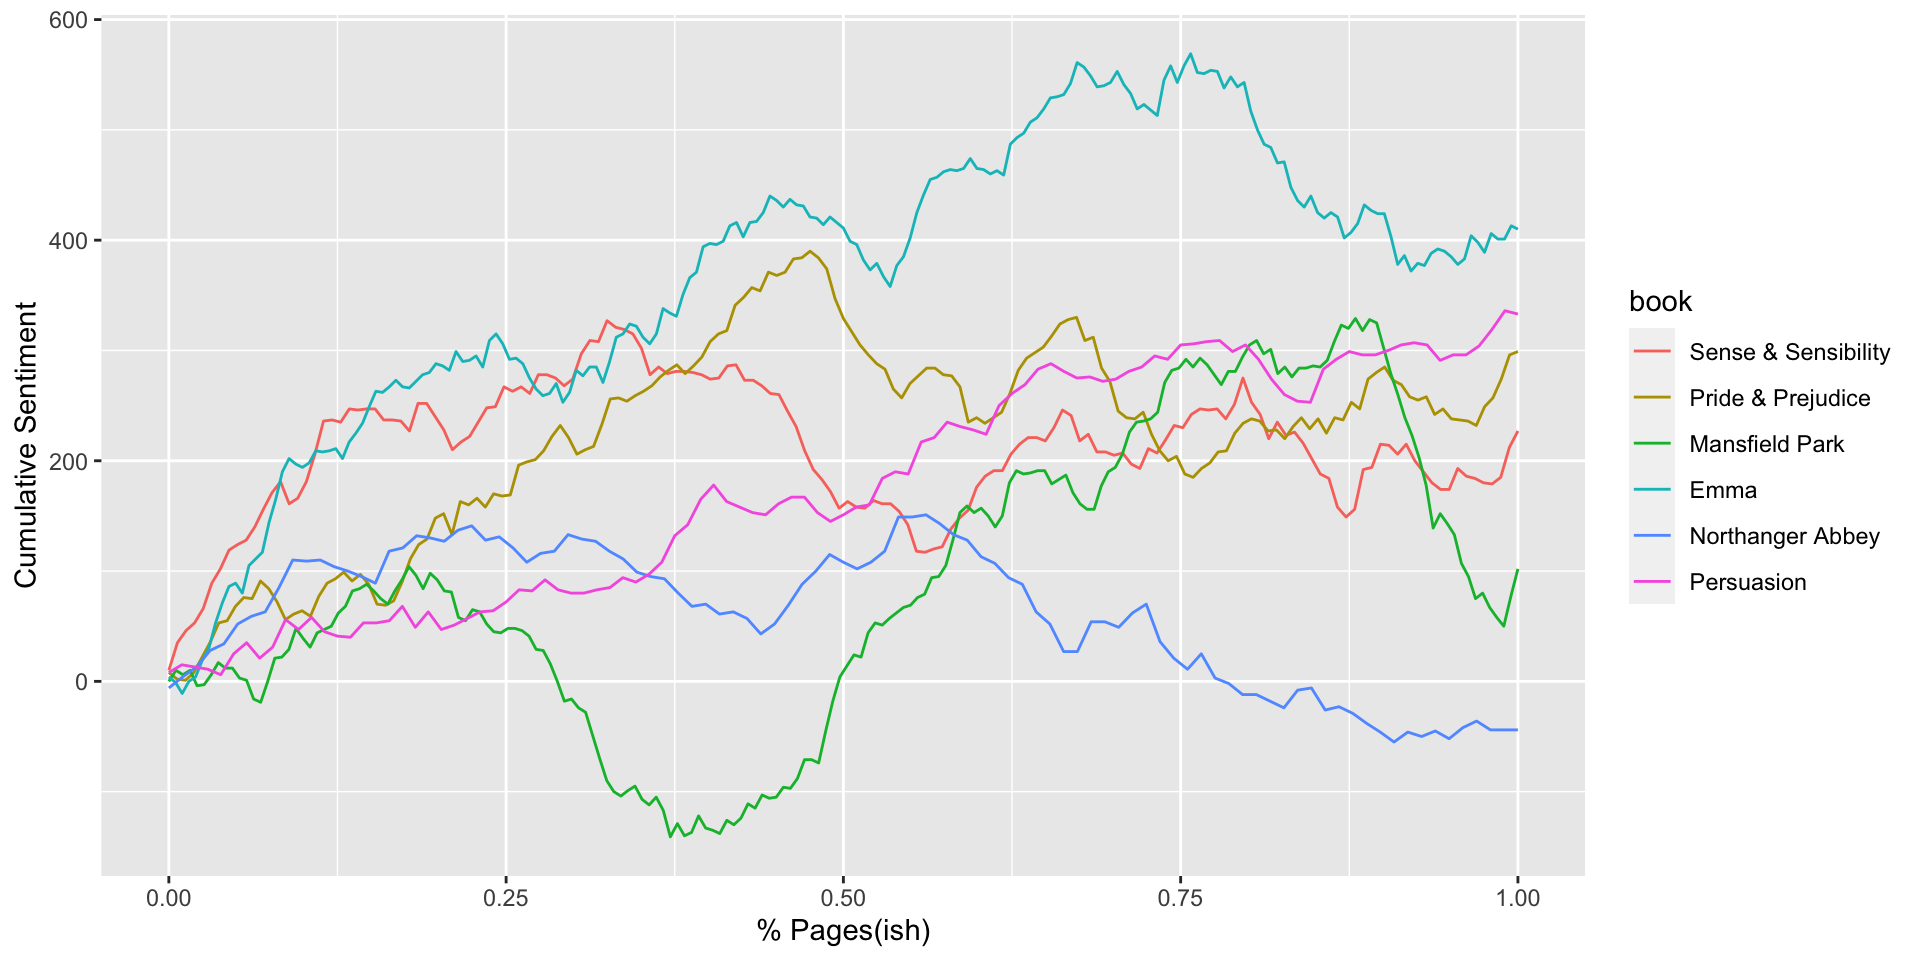 600
400
200
0
Cumulative Sentiment
0.00
0.25
0.50
0.75
1.00
% Pages(ish)
book
Sense & Sensibility
Pride & Prejudice
Mansfield Park
Emma
Northanger Abbey
Persuasion